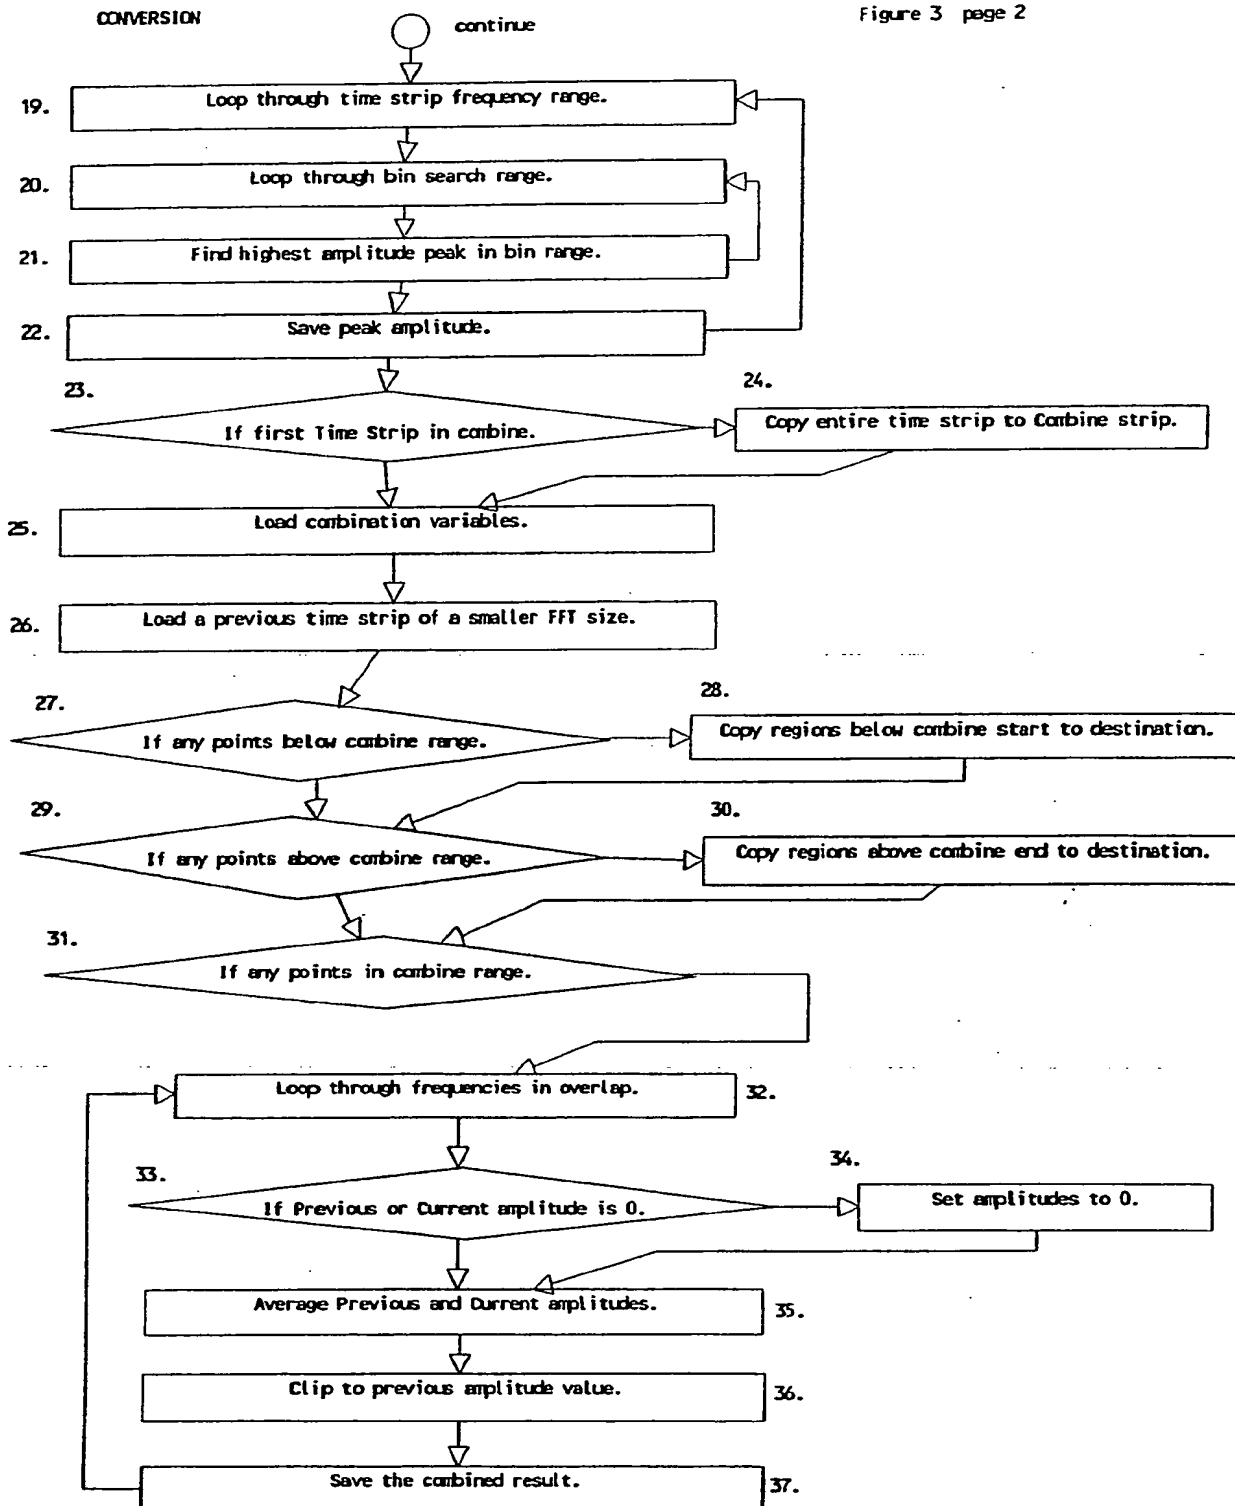 CONVERSION
continue
Figure 3 page 2
19.
Loop through time strip frequency range.
20.
Loop through bin search range.
21.
Find highest amplitude peak in bin range.
22.
Save peak amplitude.
23.
If first Time Strip in combine.
24.
Copy entire time strip to Combine strip.
25.
Load combination variables.
26.
Load a previous time strip of a smaller FFT size.
27.
If any points below combine range.
28.
Copy regions below combine start to destination.
29.
If any points above combine range.
30.
Copy regions above combine end to destination.
31.
If any points in combine range.
Loop through frequencies in overlap.
32.
33.
If Previous or Current amplitude is 0.
34.
Set amplitudes to 0.
Average Previous and Current amplitudes.
35.
Clip to previous amplitude value.
36.
Save the combined result.
37.